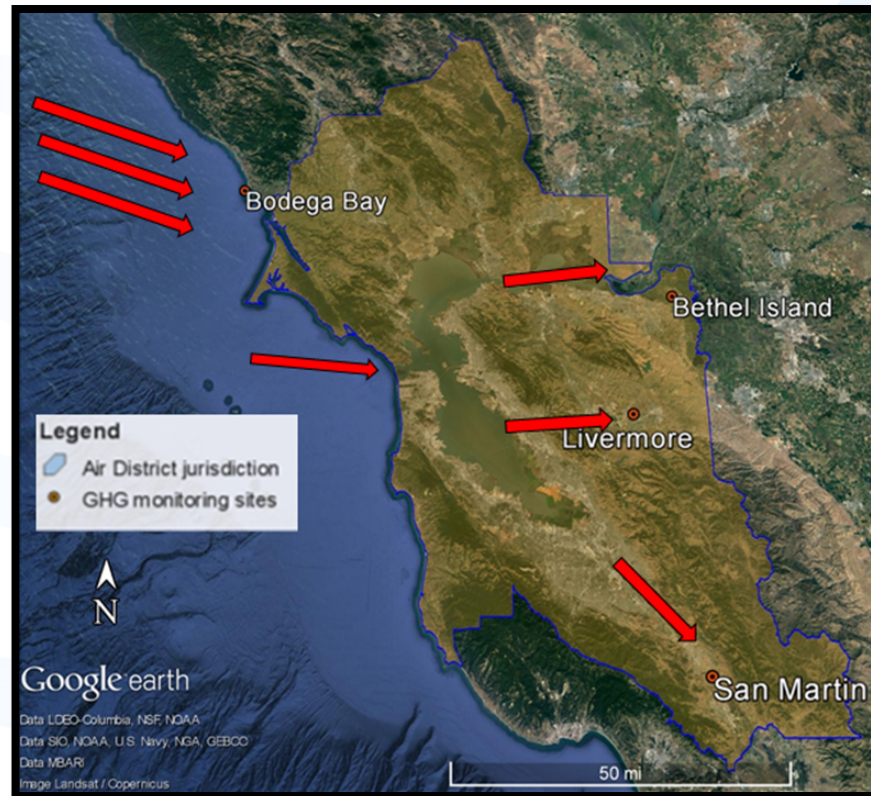 Bodega Bay
Bethel Island
Livermore
Legend
Air District jurisdiction
GHG monitoring sites
N
San Martin
Google earth
Data LDEO-Columbia, NSF, NOAA
Data SIO, NOAA, U.S. Navy, NGA, GEBCO
Data MBARI
Image Landsat / Copernicus
50 mi